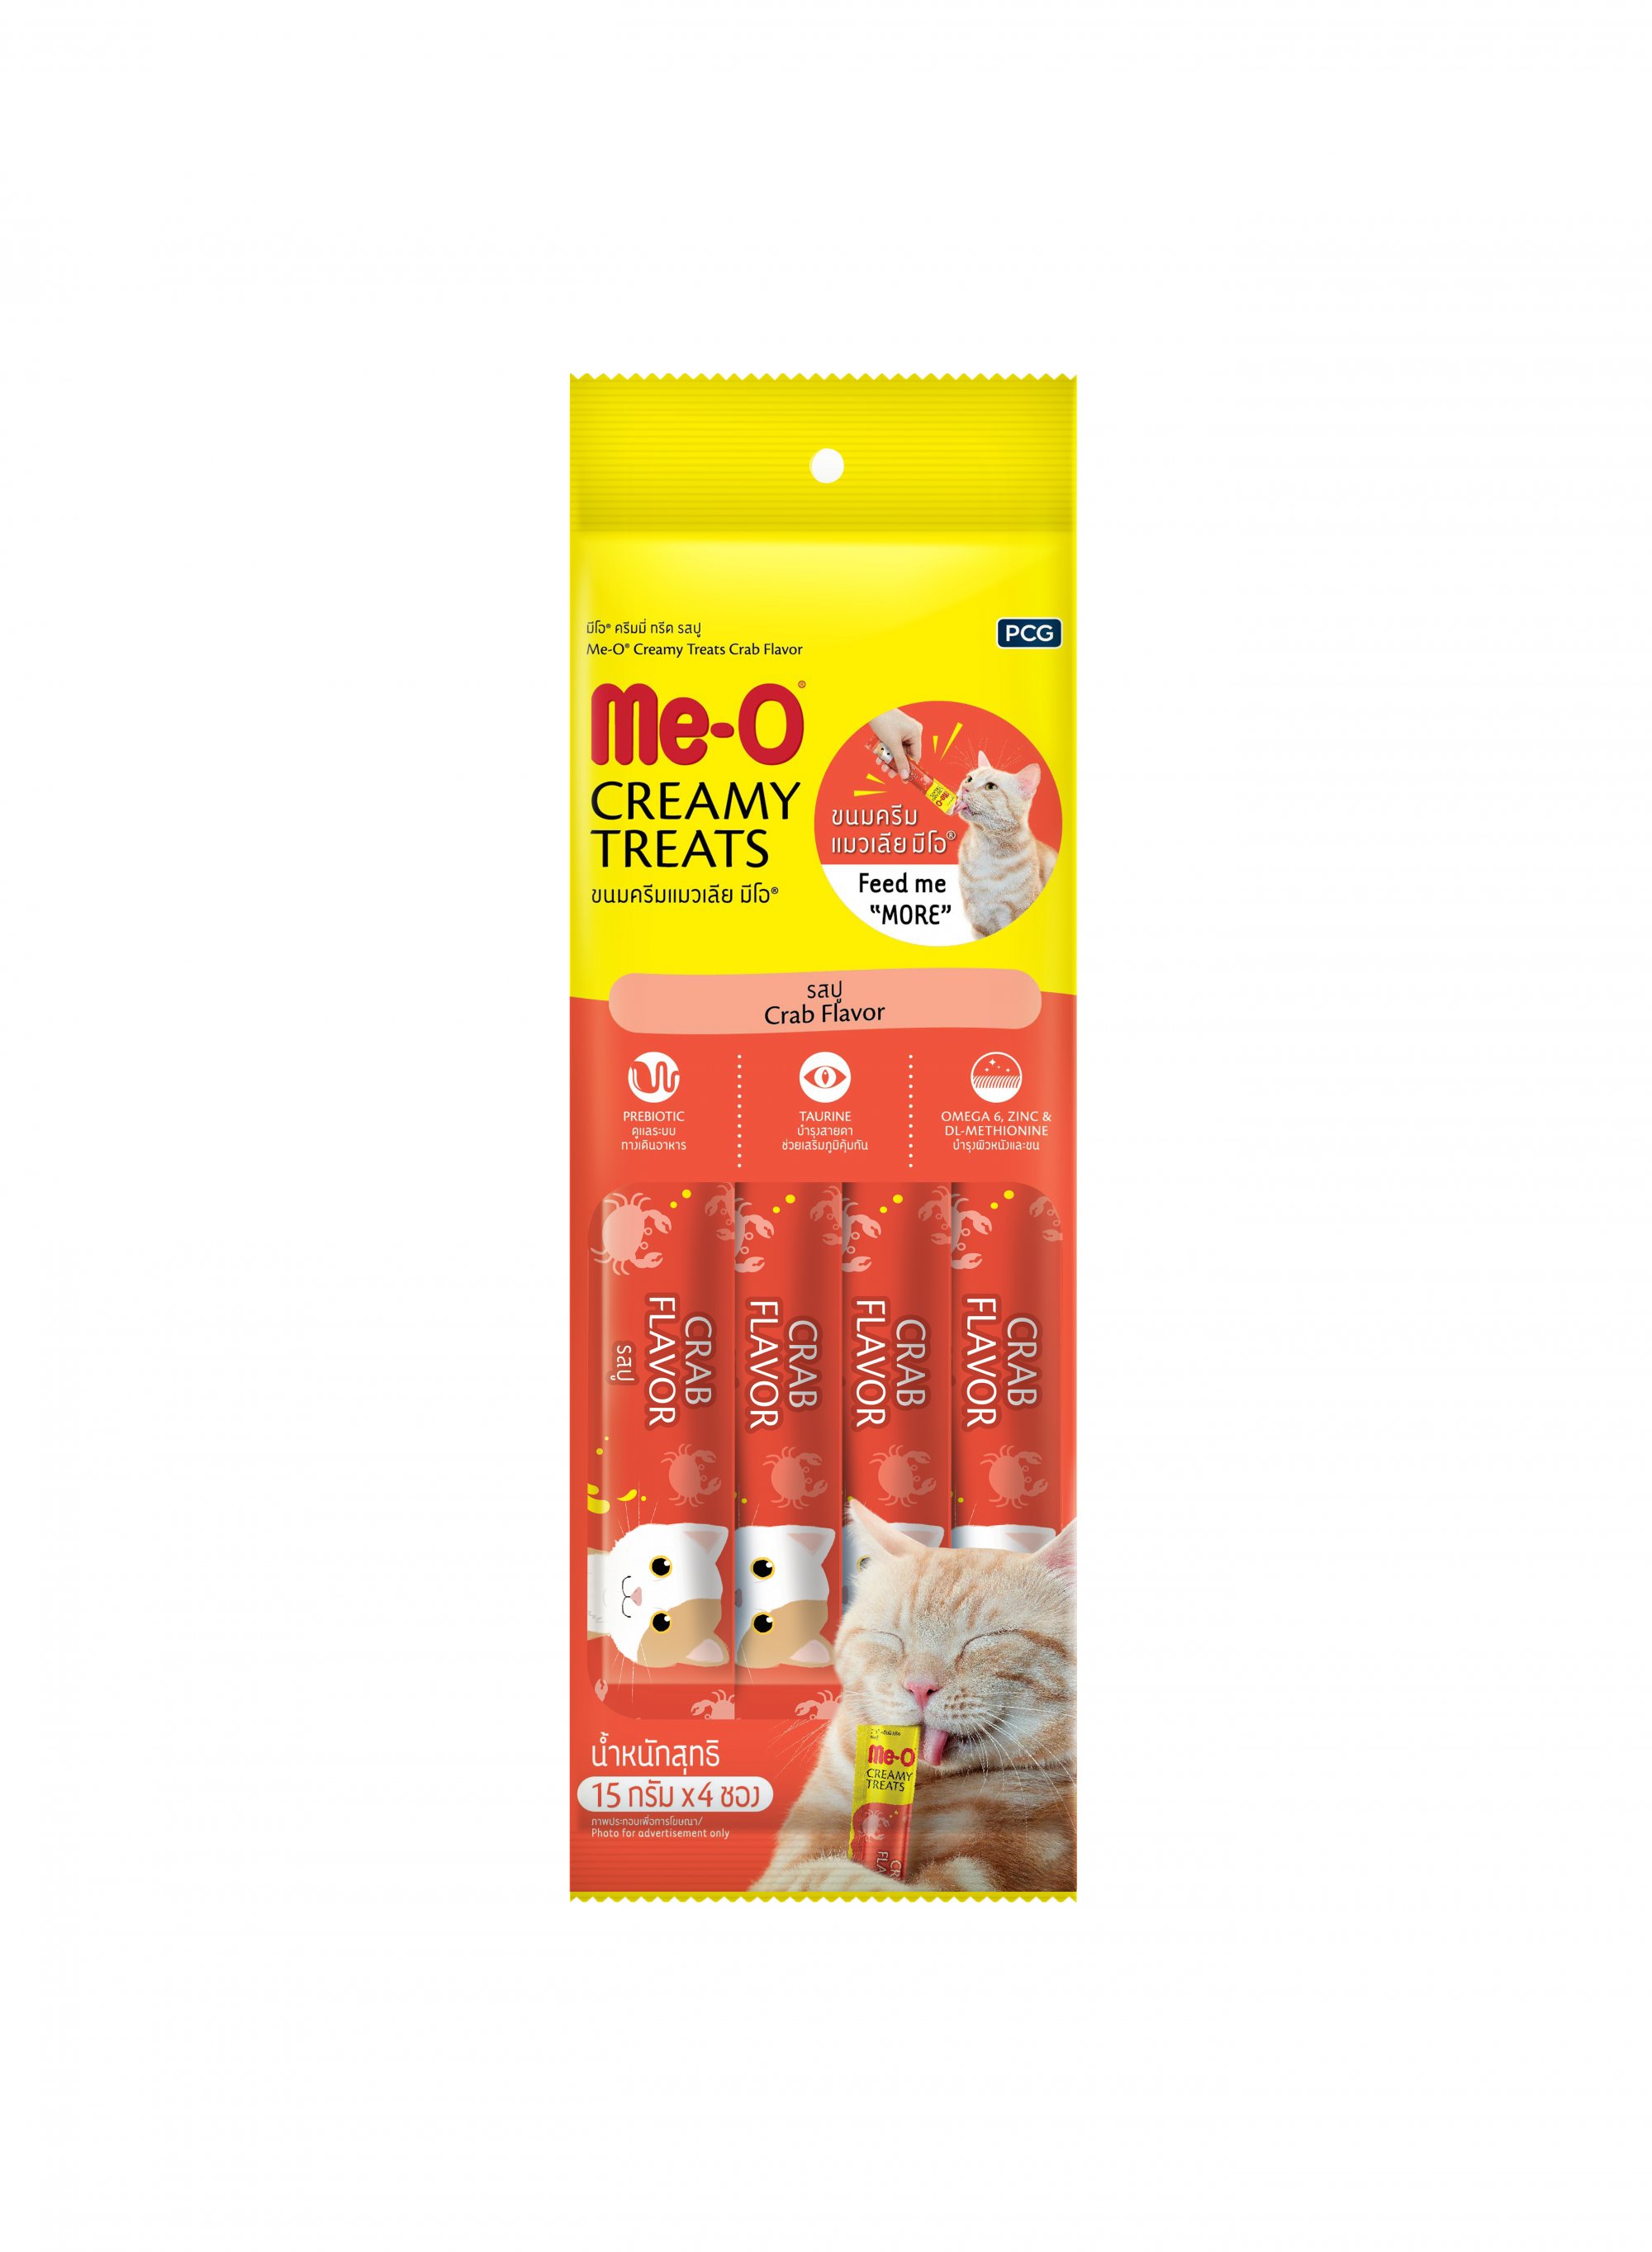 มีโอ® ครีมมี่ ทรีต รสปู
Me-O® Creamy Treats Crab Flavor
PCG
Me-O®
CREAMY
TREATS
ขนมครีมแมวเลีย มีโอ®
Me-O
ขนมครีม
แมวเลีย มีโอ®
Feed me
“MORE”
รสปู
Crab Flavor
PREBIOTIC
ดูแลระบบ
ทางเดินอาหาร
TAURINE
บำรุงสายตา
ช่วยเสริมภูมิคุ้มกัน
OMEGA 6, ZINC &
DL-METHIONINE
บำรุงผิวหนังและขน
CRAB
FLAVOR
รสปู
CRAB
FLAVOR
CRAB
FLAVOR
CRAB
FLAVOR
Me-O
CREAMY
TREATS
CR
FLA
น้ำหนักสุทธิ
15 กรัม x 4 ซอง
ภาพประกอบเพื่อการโฆษณา/
Photo for advertisement only